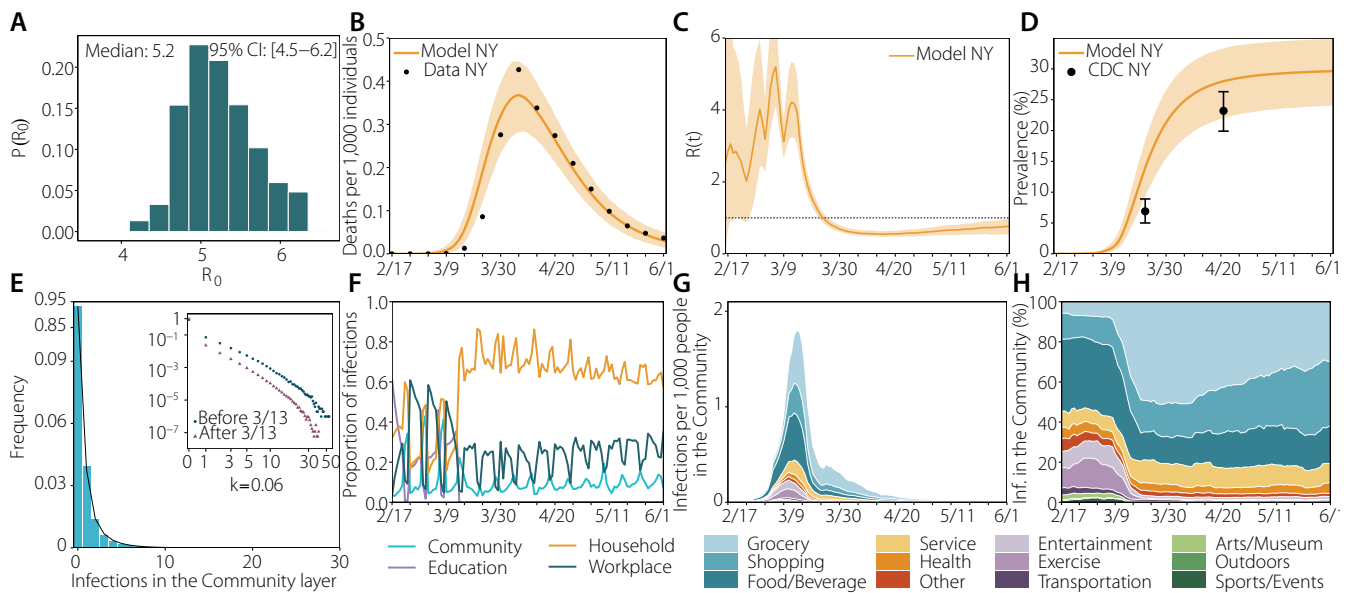 A
Median: 5.2
95% CI: [4.5–6.2]
P(R0)
0.20
0.15
0.10
0.05
0.00
4
5
6
R0
B
Deaths per 1,000 individuals
Model NY
Data NY
0.5
0.4
0.3
0.2
0.1
0.0
2/17
3/9
3/30
4/20
5/11
6/1
C
R(t)
Model NY
6
4
2
0
2/17
3/9
3/30
4/20
5/11
6/1
D
Prevalence (%)
Model NY
CDC NY
30
25
20
15
10
5
0
2/17
3/9
3/30
4/20
5/11
6/1
E
Frequency
0.95
0.85
0.09
0.06
0.03
0
0
10
20
30
Infections in the Community layer
1
10⁻¹
10⁻³
10⁻⁵
10⁻⁷
Before 3/13
After 3/13
0 1 3 5 10 30 50
k=0.06
F
Proportion of infections
1.0
0.8
0.6
0.4
0.2
0.0
2/17
3/9
3/30
4/20
5/11
6/1
Community
Education
Household
Workplace
G
Infections per 1,000 people
in the Community
2
1
0
2/17
3/9
3/30
4/20
5/11
6/1
H
Inf. in the Community (%)
100
80
60
40
20
0
2/17
3/9
3/30
4/20
5/11
6/1
Grocery
Shopping
Food/Beverage
Service
Health
Other
Entertainment
Exercise
Transportation
Arts/Museum
Outdoors
Sports/Events